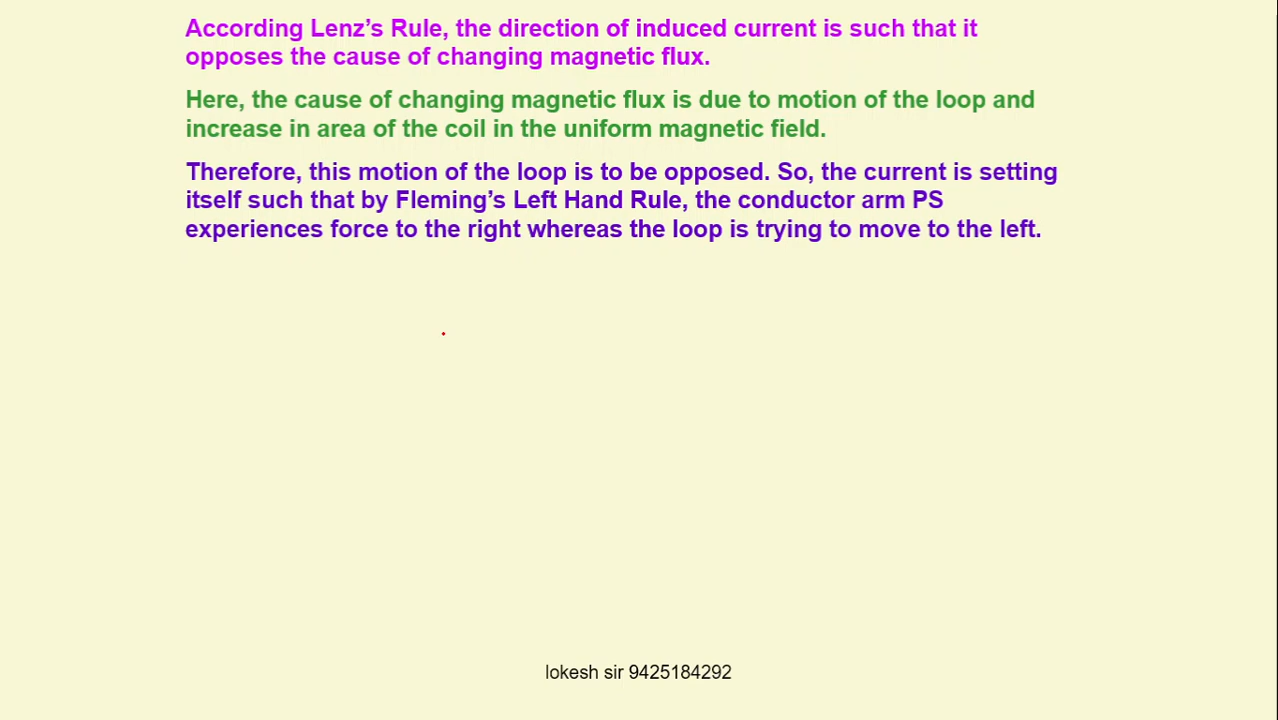 According Lenz’s Rule, the direction of induced current is such that it
opposes the cause of changing magnetic flux.
Here, the cause of changing magnetic flux is due to motion of the loop and
increase in area of the coil in the uniform magnetic field.
Therefore, this motion of the loop is to be opposed. So, the current is setting
itself such that by Fleming’s Left Hand Rule, the conductor arm PS
experiences force to the right whereas the loop is trying to move to the left.
lokesh sir 9425184292